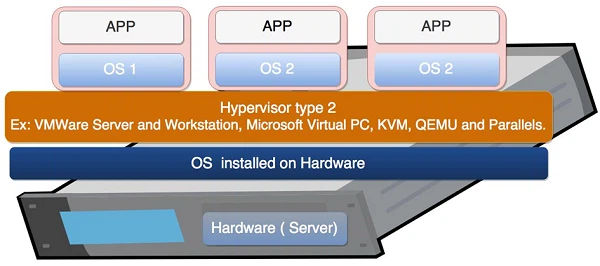 APP APP APP
OS 1 OS 2 OS 2
Hypervisor type 2
Ex: VMWare Server and Workstation, Microsoft Virtual PC, KVM, QEMU and Parallels.
OS installed on Hardware
Hardware ( Server)